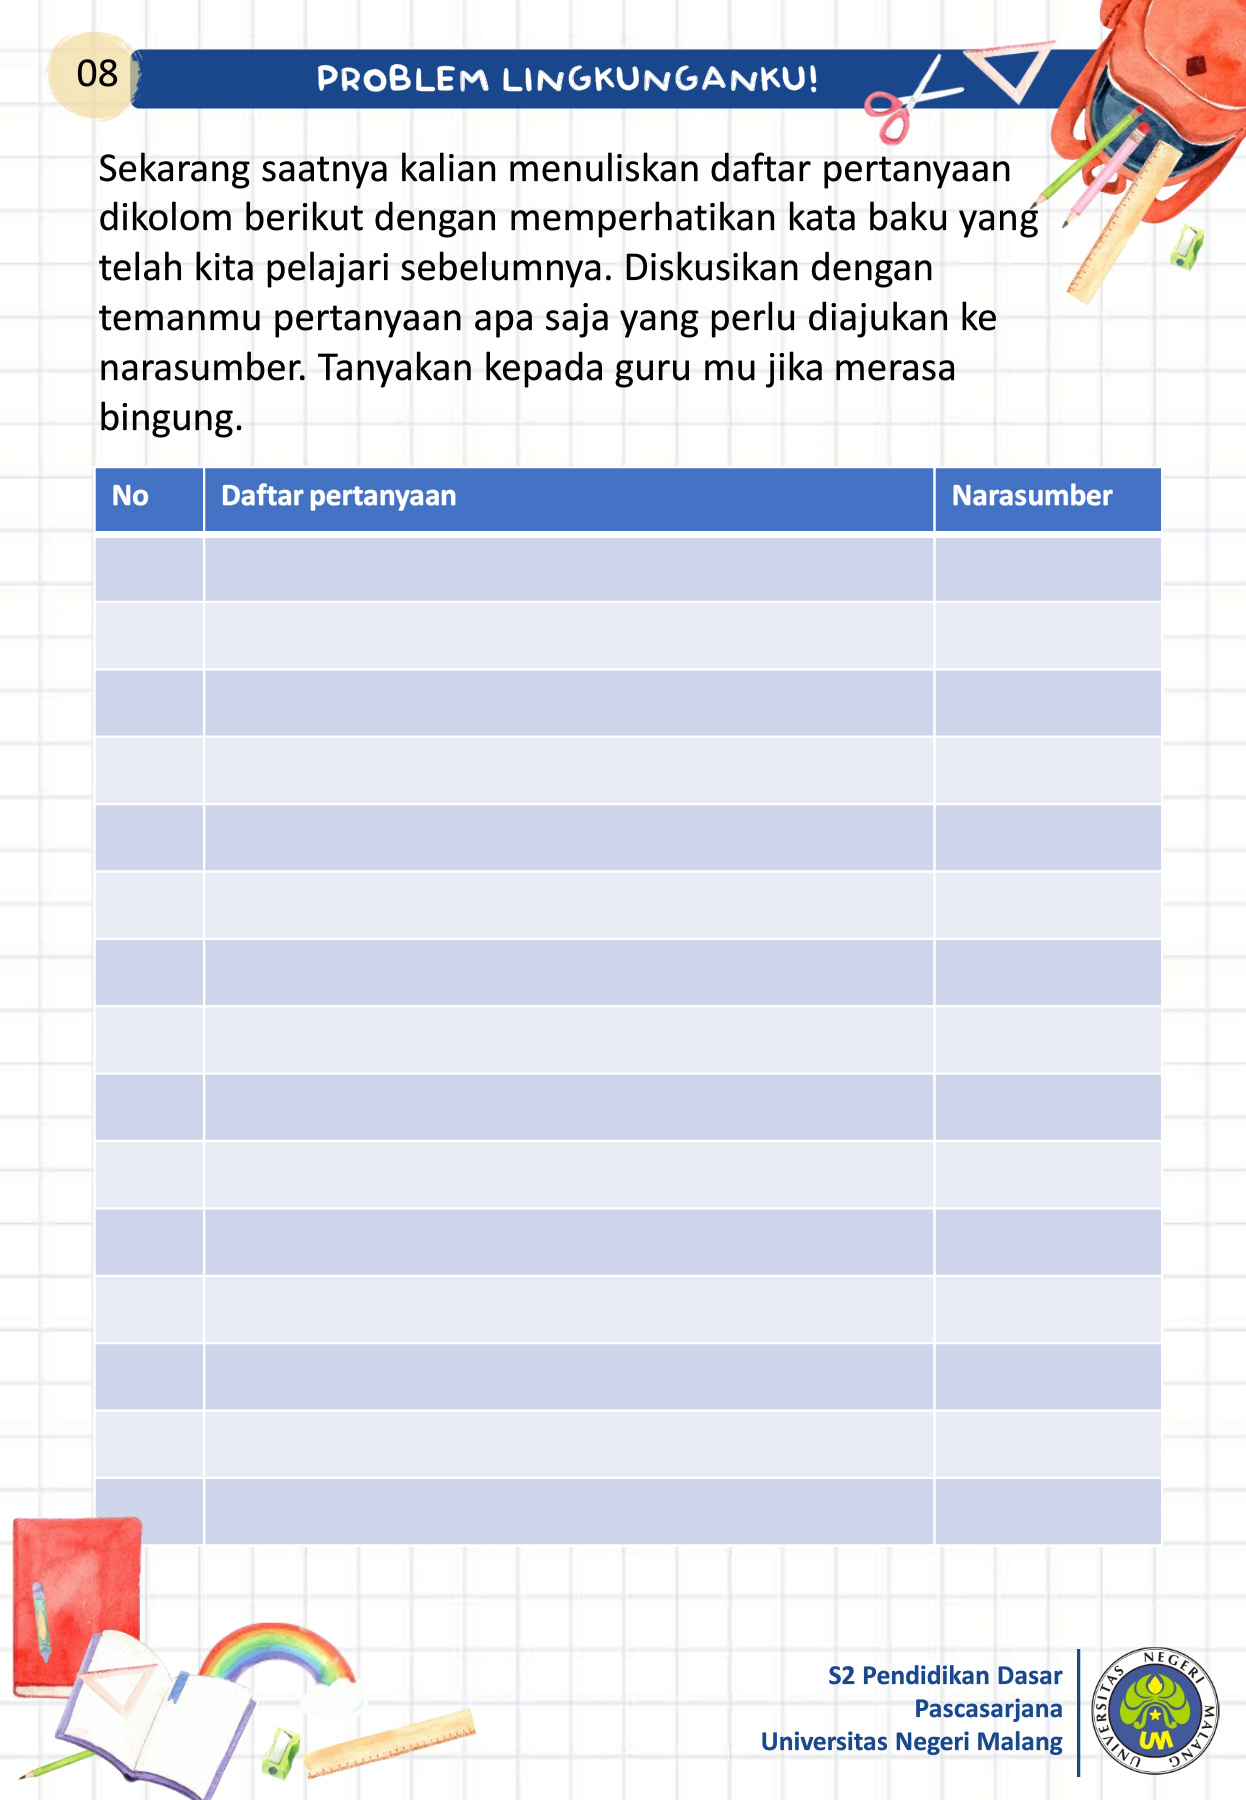 08
PROBLEM LINGKUNGANKU!
Sekarang saatnya kalian menuliskan daftar pertanyaan
dikolom berikut dengan memperhatikan kata baku yang
telah kita pelajari sebelumnya. Diskusikan dengan
temanmu pertanyaan apa saja yang perlu diajukan ke
narasumber. Tanyakan kepada guru mu jika merasa
bingung.
No Daftar pertanyaan Narasumber
S2 Pendidikan Dasar
Pascasarjana
Universitas Negeri Malang
UNIVERSITAS NEGERI MALANG
UM